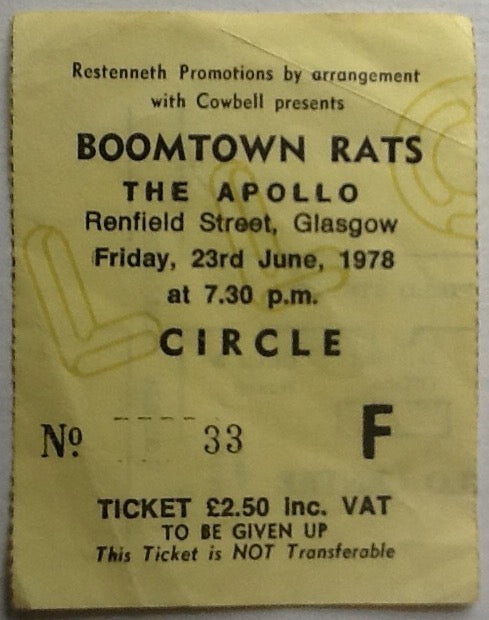 Restenneth Promotions by arrangement
with Cowbell presents
BOOMTOWN RATS
THE APOLLO
Renfield Street, Glasgow
Friday, 23rd June, 1978
at 7.30 p.m.
CIRCLE
Nº 33 F
TICKET £2.50 Inc. VAT
TO BE GIVEN UP
This Ticket is NOT Transferable